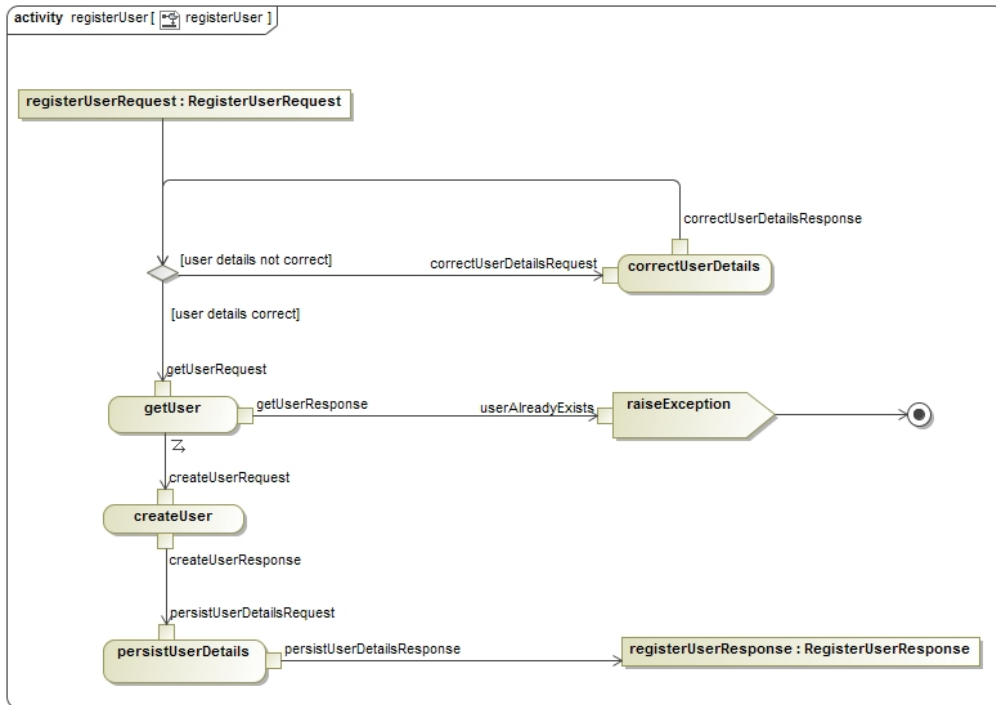 activity registerUser [ registerUser ]
registerUserRequest : RegisterUserRequest
correctUserDetailsResponse
[user details not correct]
correctUserDetailsRequest
correctUserDetails
[user details correct]
getUserRequest
getUser
getUserResponse
userAlreadyExists
raiseException
createUserRequest
createUser
createUserResponse
persistUserDetailsRequest
persistUserDetails
persistUserDetailsResponse
registerUserResponse : RegisterUserResponse